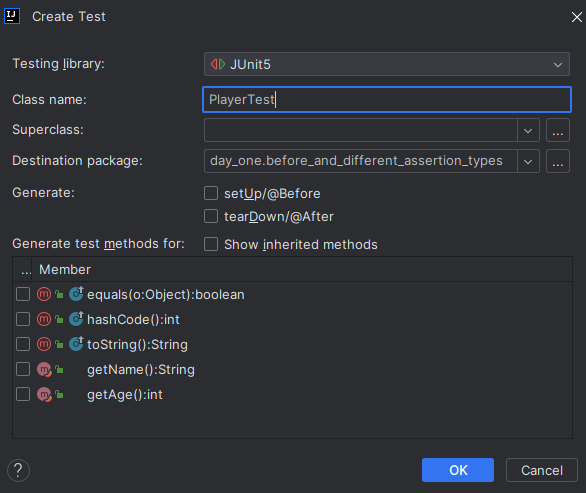 Create Test
Testing library: JUnit5
Class name: PlayerTest
Superclass: ...
Destination package: day_one.before_and_different_assertion_types ...
Generate: setUp/@Before
tearDown/@After
Generate test methods for: Show inherited methods
... Member
equals(o:Object):boolean
hashCode():int
toString():String
getName():String
getAge():int
? OK Cancel